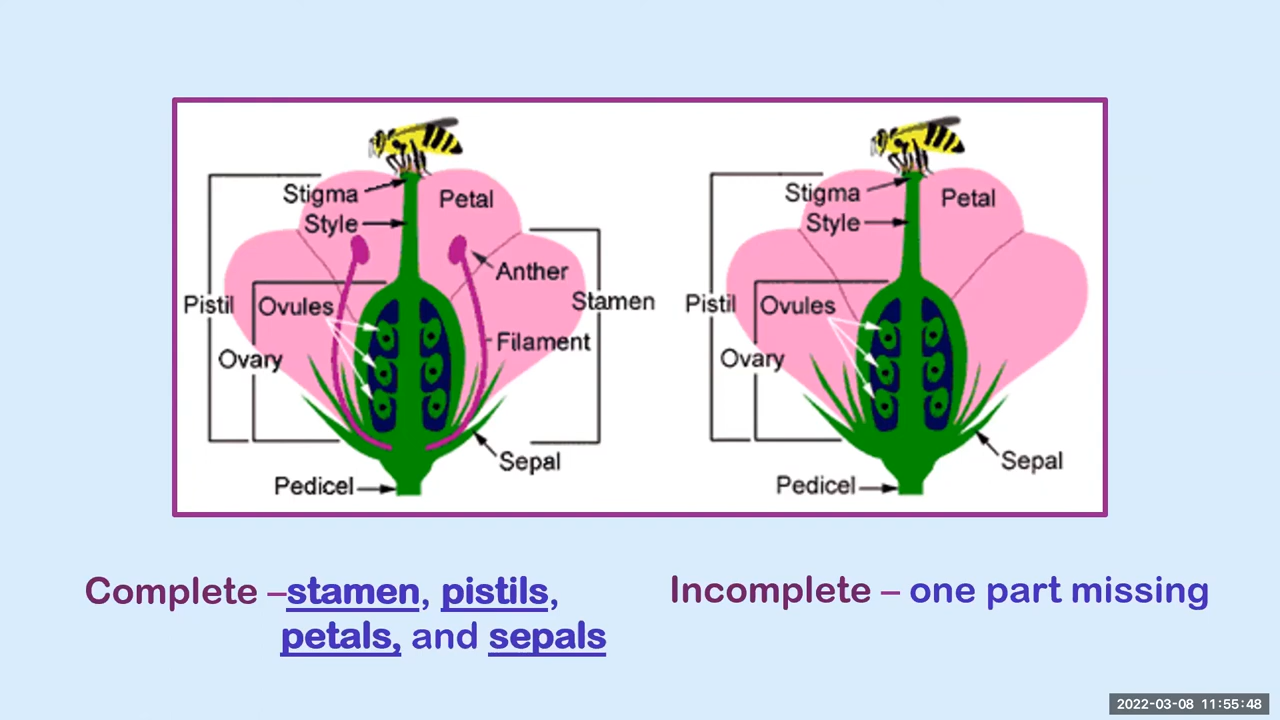 Stigma
Petal
Style
Anther
Pistil
Ovules
Stamen
Filament
Ovary
Sepal
Pedicel
Stigma
Petal
Style
Pistil
Ovules
Ovary
Sepal
Pedicel
Complete –stamen, pistils,
petals, and sepals
Incomplete – one part missing
2022-03-08 11:55:48